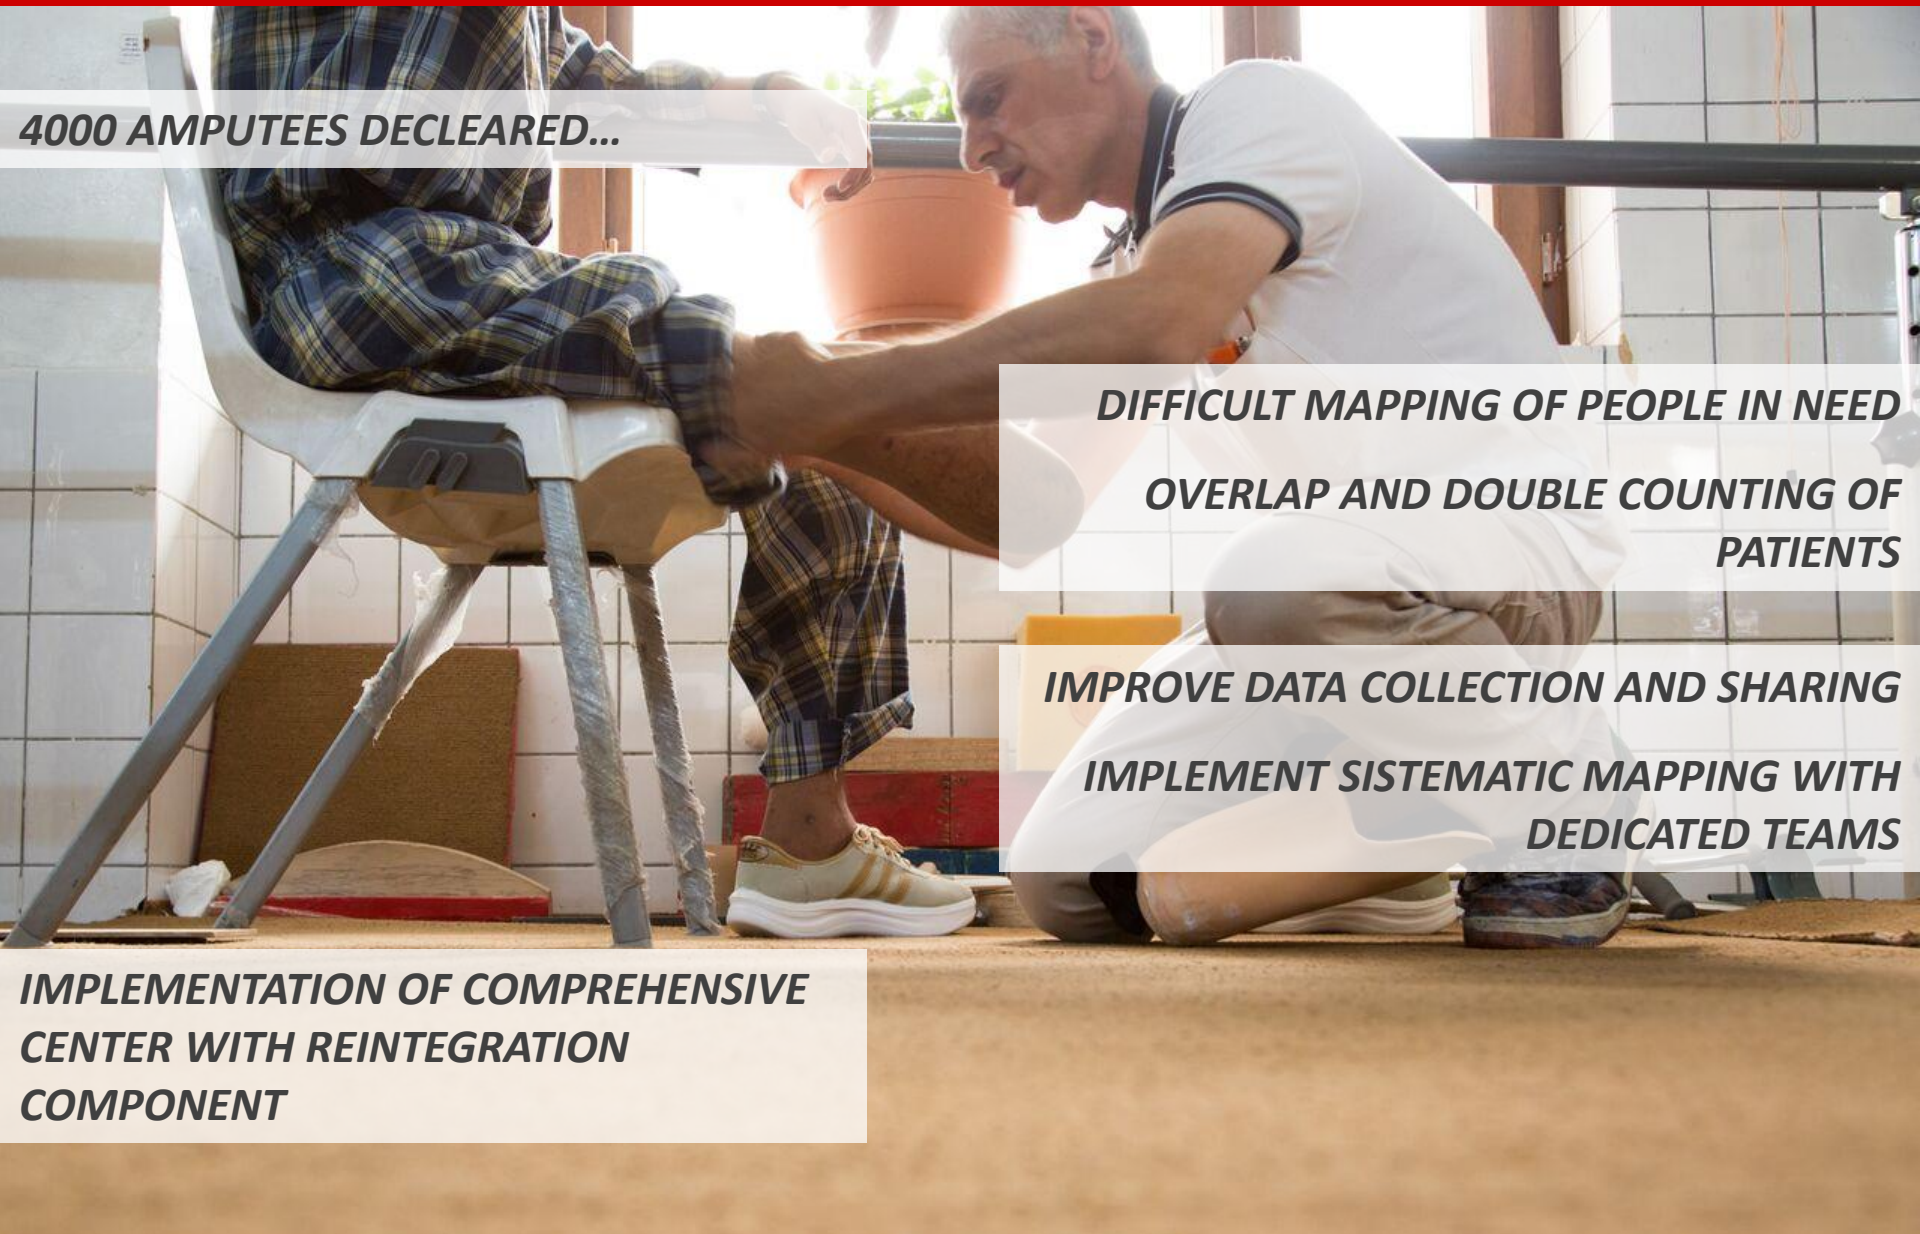 4000 AMPUTEES DECLEARED...
DIFFICULT MAPPING OF PEOPLE IN NEED
OVERLAP AND DOUBLE COUNTING OF
PATIENTS
IMPROVE DATA COLLECTION AND SHARING
IMPLEMENT SISTEMATIC MAPPING WITH
DEDICATED TEAMS
IMPLEMENTATION OF COMPREHENSIVE
CENTER WITH REINTEGRATION
COMPONENT